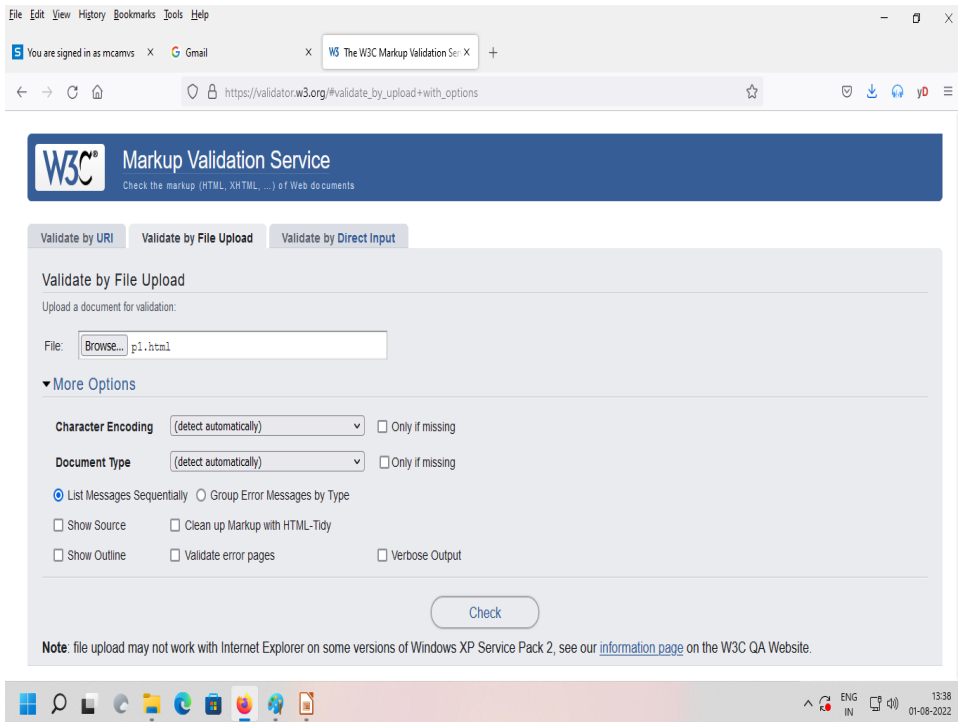 File Edit View History Bookmarks Tools Help
S You are signed in as mcamvs
G Gmail
W3 The W3C Markup Validation Ser
https://validator.w3.org/#validate_by_upload+with_options
yD
W3C® Markup Validation Service
Check the markup (HTML, XHTML, ...) of Web documents
Validate by URI Validate by File Upload Validate by Direct Input
Validate by File Upload
Upload a document for validation:
File: Browse... p1.html
More Options
Character Encoding (detect automatically) Only if missing
Document Type (detect automatically) Only if missing
List Messages Sequentially Group Error Messages by Type
Show Source Clean up Markup with HTML-Tidy
Show Outline Validate error pages Verbose Output
Check
Note: file upload may not work with Internet Explorer on some versions of Windows XP Service Pack 2, see our information page on the W3C QA Website.
ENG 13:38
IN 01-08-2022